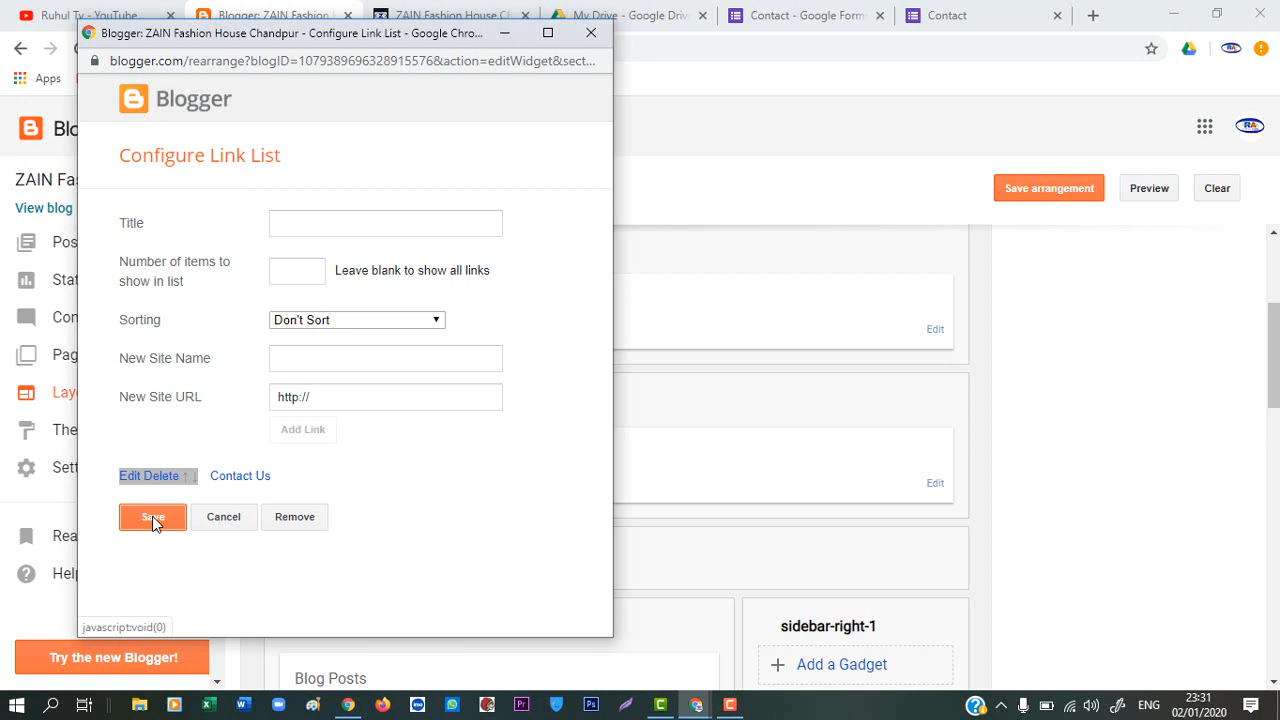 Ruhul Ty - YouTube
Blogger: ZAIN Fashion
ZAIN Fashion House Ch
My Drive - Google Driv
Contact - Google Form
Contact
Blogger: ZAIN Fashion House Chandpur - Configure Link List - Google Chro...
blogger.com/rearrange?blogID=1079389696328915576&action=editWidget&sect...
Apps
Blogger
Configure Link List
Title
Number of items to show in list
Leave blank to show all links
Sorting
Don't Sort
New Site Name
New Site URL
http://
Add Link
Edit Delete ↑ ↓ Contact Us
Save
Cancel
Remove
javascript:void(0)
Blo
ZAIN Fas
View blog
Pos
Stat
Con
Pag
Layo
The
Sett
Rea
Help
Try the new Blogger!
Save arrangement
Preview
Clear
Edit
Edit
sidebar-right-1
+ Add a Gadget
Blog Posts
ENG
23:31
02/01/2020